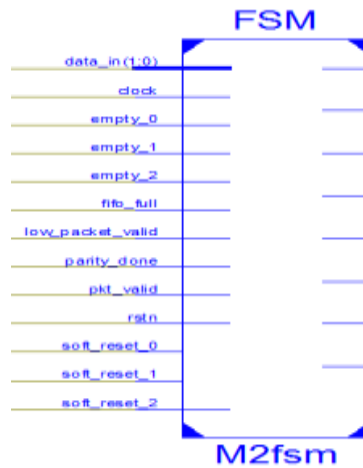 FSM
data_in(1:0)
clock
empty_0
empty_1
empty_2
fifo_full
low_packet_valid
parity_done
pkt_valid
rstn
soft_reset_0
soft_reset_1
soft_reset_2
M2fsm